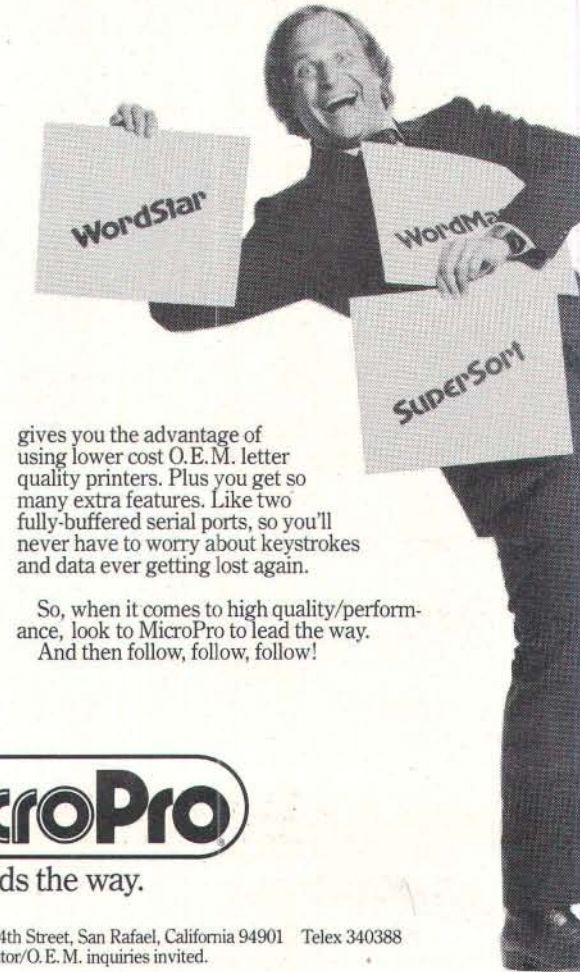 WordStar
WordMa
SuperSort
gives you the advantage of
using lower cost O.E.M. letter
quality printers. Plus you get so
many extra features. Like two
fully-buffered serial ports, so you'll
never have to worry about keystrokes
and data ever getting lost again.
So, when it comes to high quality/perform-
ance, look to MicroPro to lead the way.
And then follow, follow, follow!
croPro
ds the way.
4th Street, San Rafael, California 94901 Telex 340388
tor/O.E.M. inquiries invited.